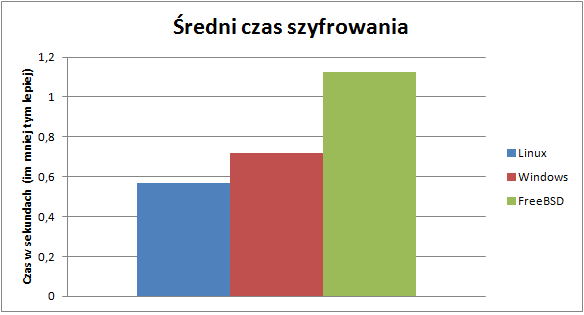 Średni czas szyfrowania
Czas w sekundach (im mniej tym lepiej)
1,2
1
0,8
0,6
0,4
0,2
0
Linux
Windows
FreeBSD